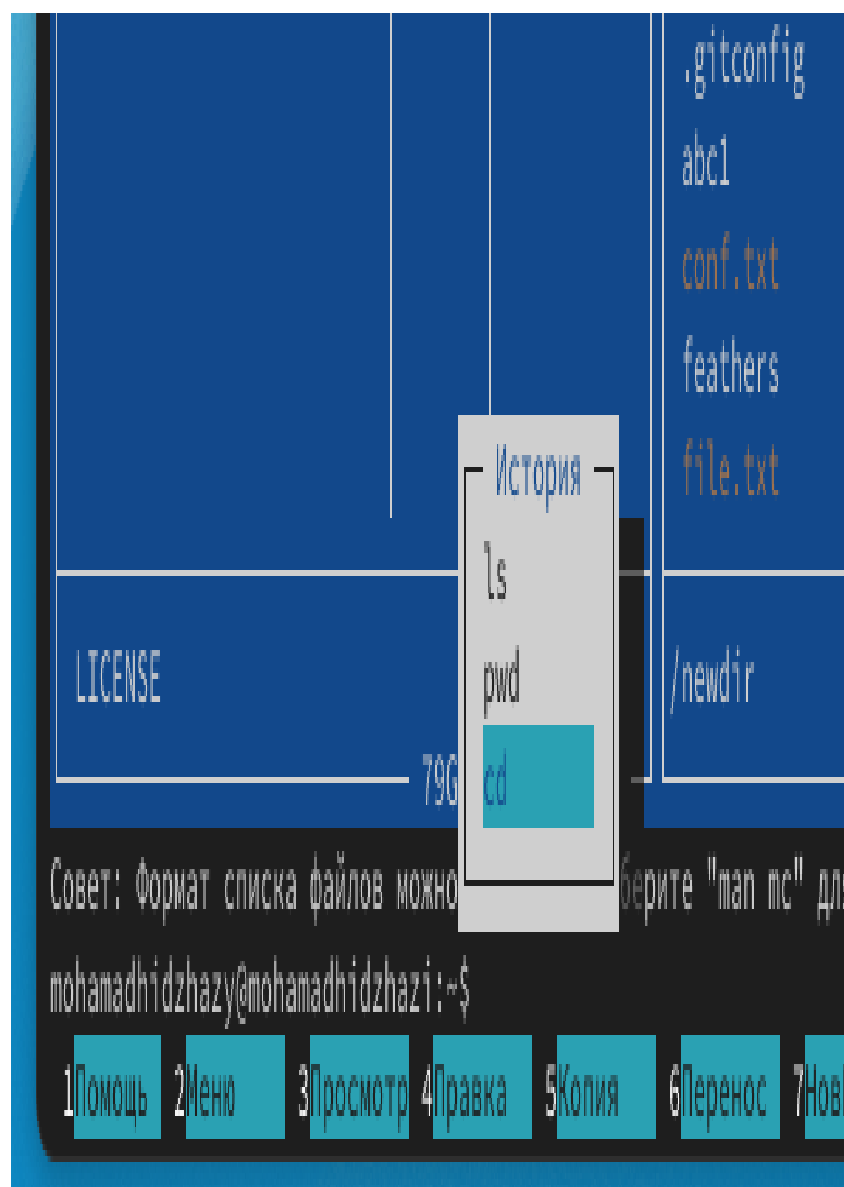 .gitconfig
abc1
conf.txt
feathers
file.txt
История
ls
pwd
cd
LICENSE
/newdir
79G
Совет: Формат списка файлов можно берите "man mc" для
mohamadhidzhazy@mohamadhidzhazi:~$
1Помощь 2Меню 3Просмотр 4Правка 5Копия 6Перенос 7Нов